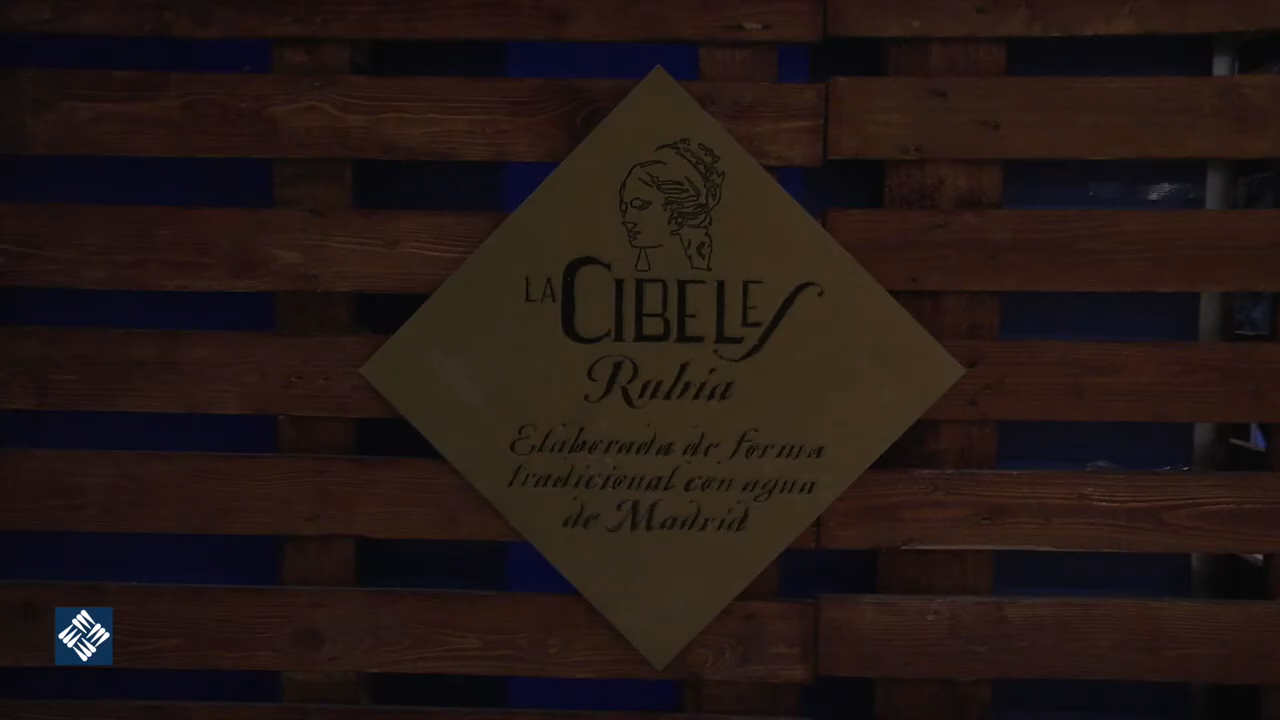 LA CIBELES
Rubia
Elaborada de forma
tradicional con agua
de Madrid